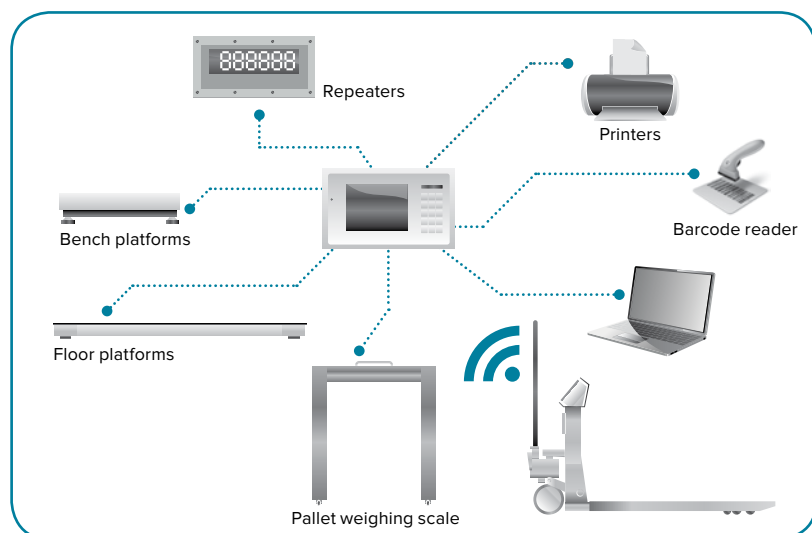 888888
Repeaters
Printers
Bench platforms
Barcode reader
Floor platforms
Pallet weighing scale